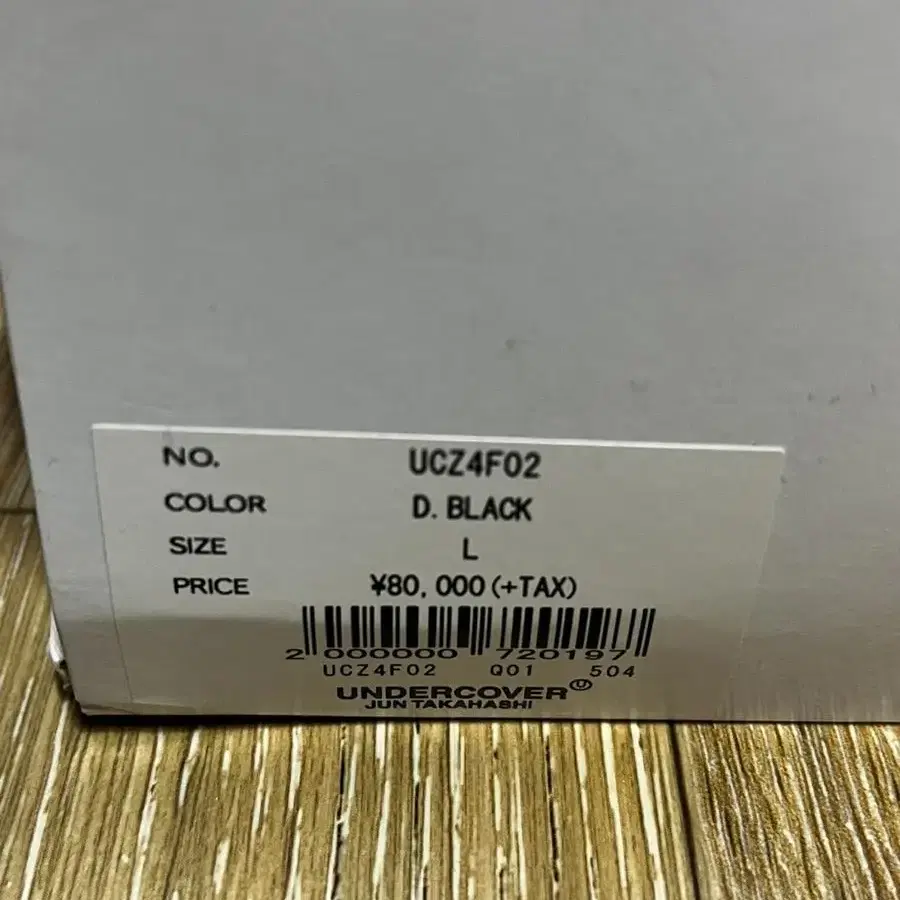 NO. UCZ4F02
COLOR D. BLACK
SIZE L
PRICE ¥80,000(+TAX)
2 000000 720197
UCZ4F02 Q01 504
UNDERCOVER Ⓤ
JUN TAKAHASHI